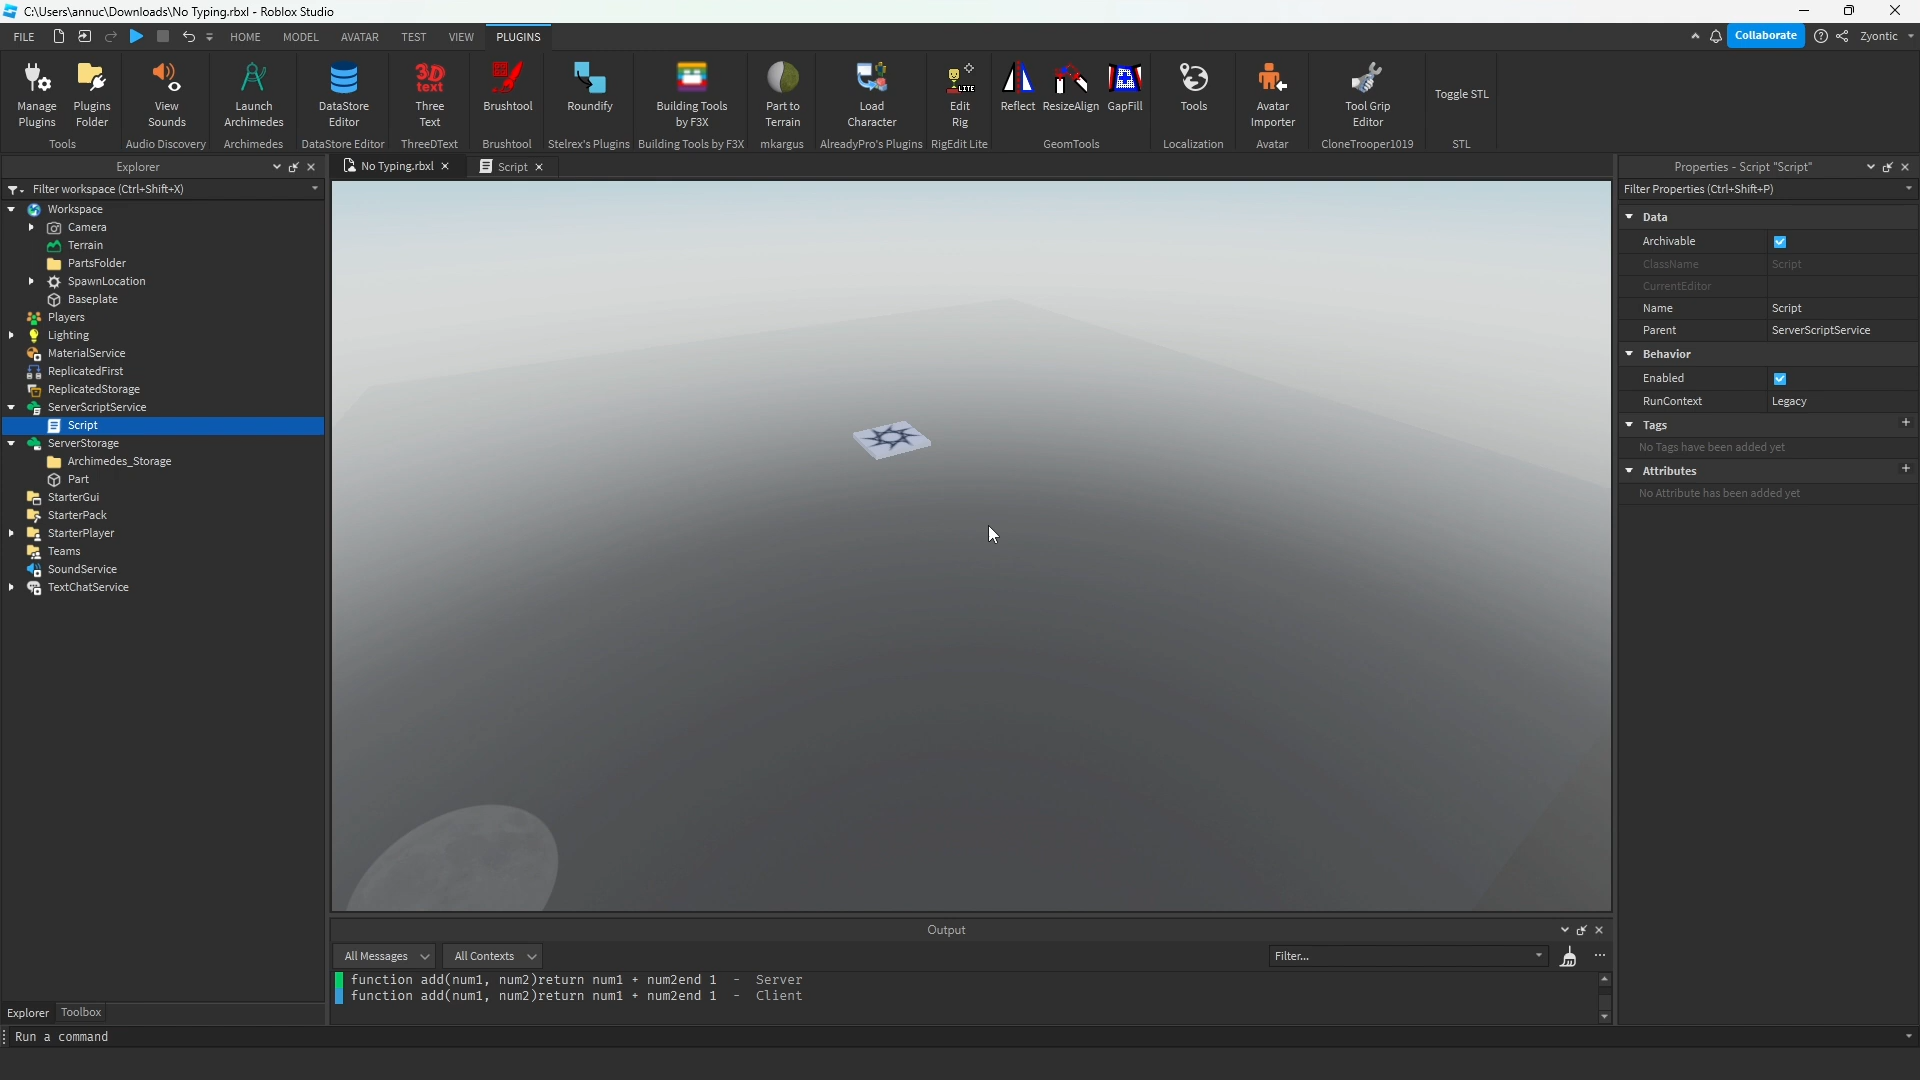 C:\Users\annuc\Downloads\No Typing.rbxl - Roblox Studio
FILE HOME MODEL AVATAR TEST VIEW PLUGINS Collaborate Zyontic
Manage Plugins
Plugins Folder
View Sounds
Launch Archimedes
DataStore Editor
Three Text
3D text
Brushtool
Roundify
Building Tools by F3X
Part to Terrain
Load Character
LITE
Edit Rig
Reflect
ResizeAlign
GapFill
Tools
Avatar Importer
Tool Grip Editor
Toggle STL
Tools Audio Discovery Archimedes DataStore Editor ThreeDText Brushtool Stelrex's Plugins Building Tools by F3X mkargus AlreadyPro's Plugins RigEdit Lite GeomTools Localization Avatar CloneTrooper1019 STL
Explorer
Filter workspace (Ctrl+Shift+X)
Workspace
Camera
Terrain
PartsFolder
SpawnLocation
Baseplate
Players
Lighting
MaterialService
ReplicatedFirst
ReplicatedStorage
ServerScriptService
Script
ServerStorage
Archimedes_Storage
Part
StarterGui
StarterPack
StarterPlayer
Teams
SoundService
TextChatService
Explorer Toolbox
No Typing.rbxl
Script
Output
All Messages All Contexts Filter...
function add(num1, num2)return num1 + num2end 1 - Server
function add(num1, num2)return num1 + num2end 1 - Client
Run a command
Properties - Script "Script"
Filter Properties (Ctrl+Shift+P)
Data
Archivable
ClassName Script
CurrentEditor
Name Script
Parent ServerScriptService
Behavior
Enabled
RunContext Legacy
Tags +
No Tags have been added yet
Attributes +
No Attribute has been added yet